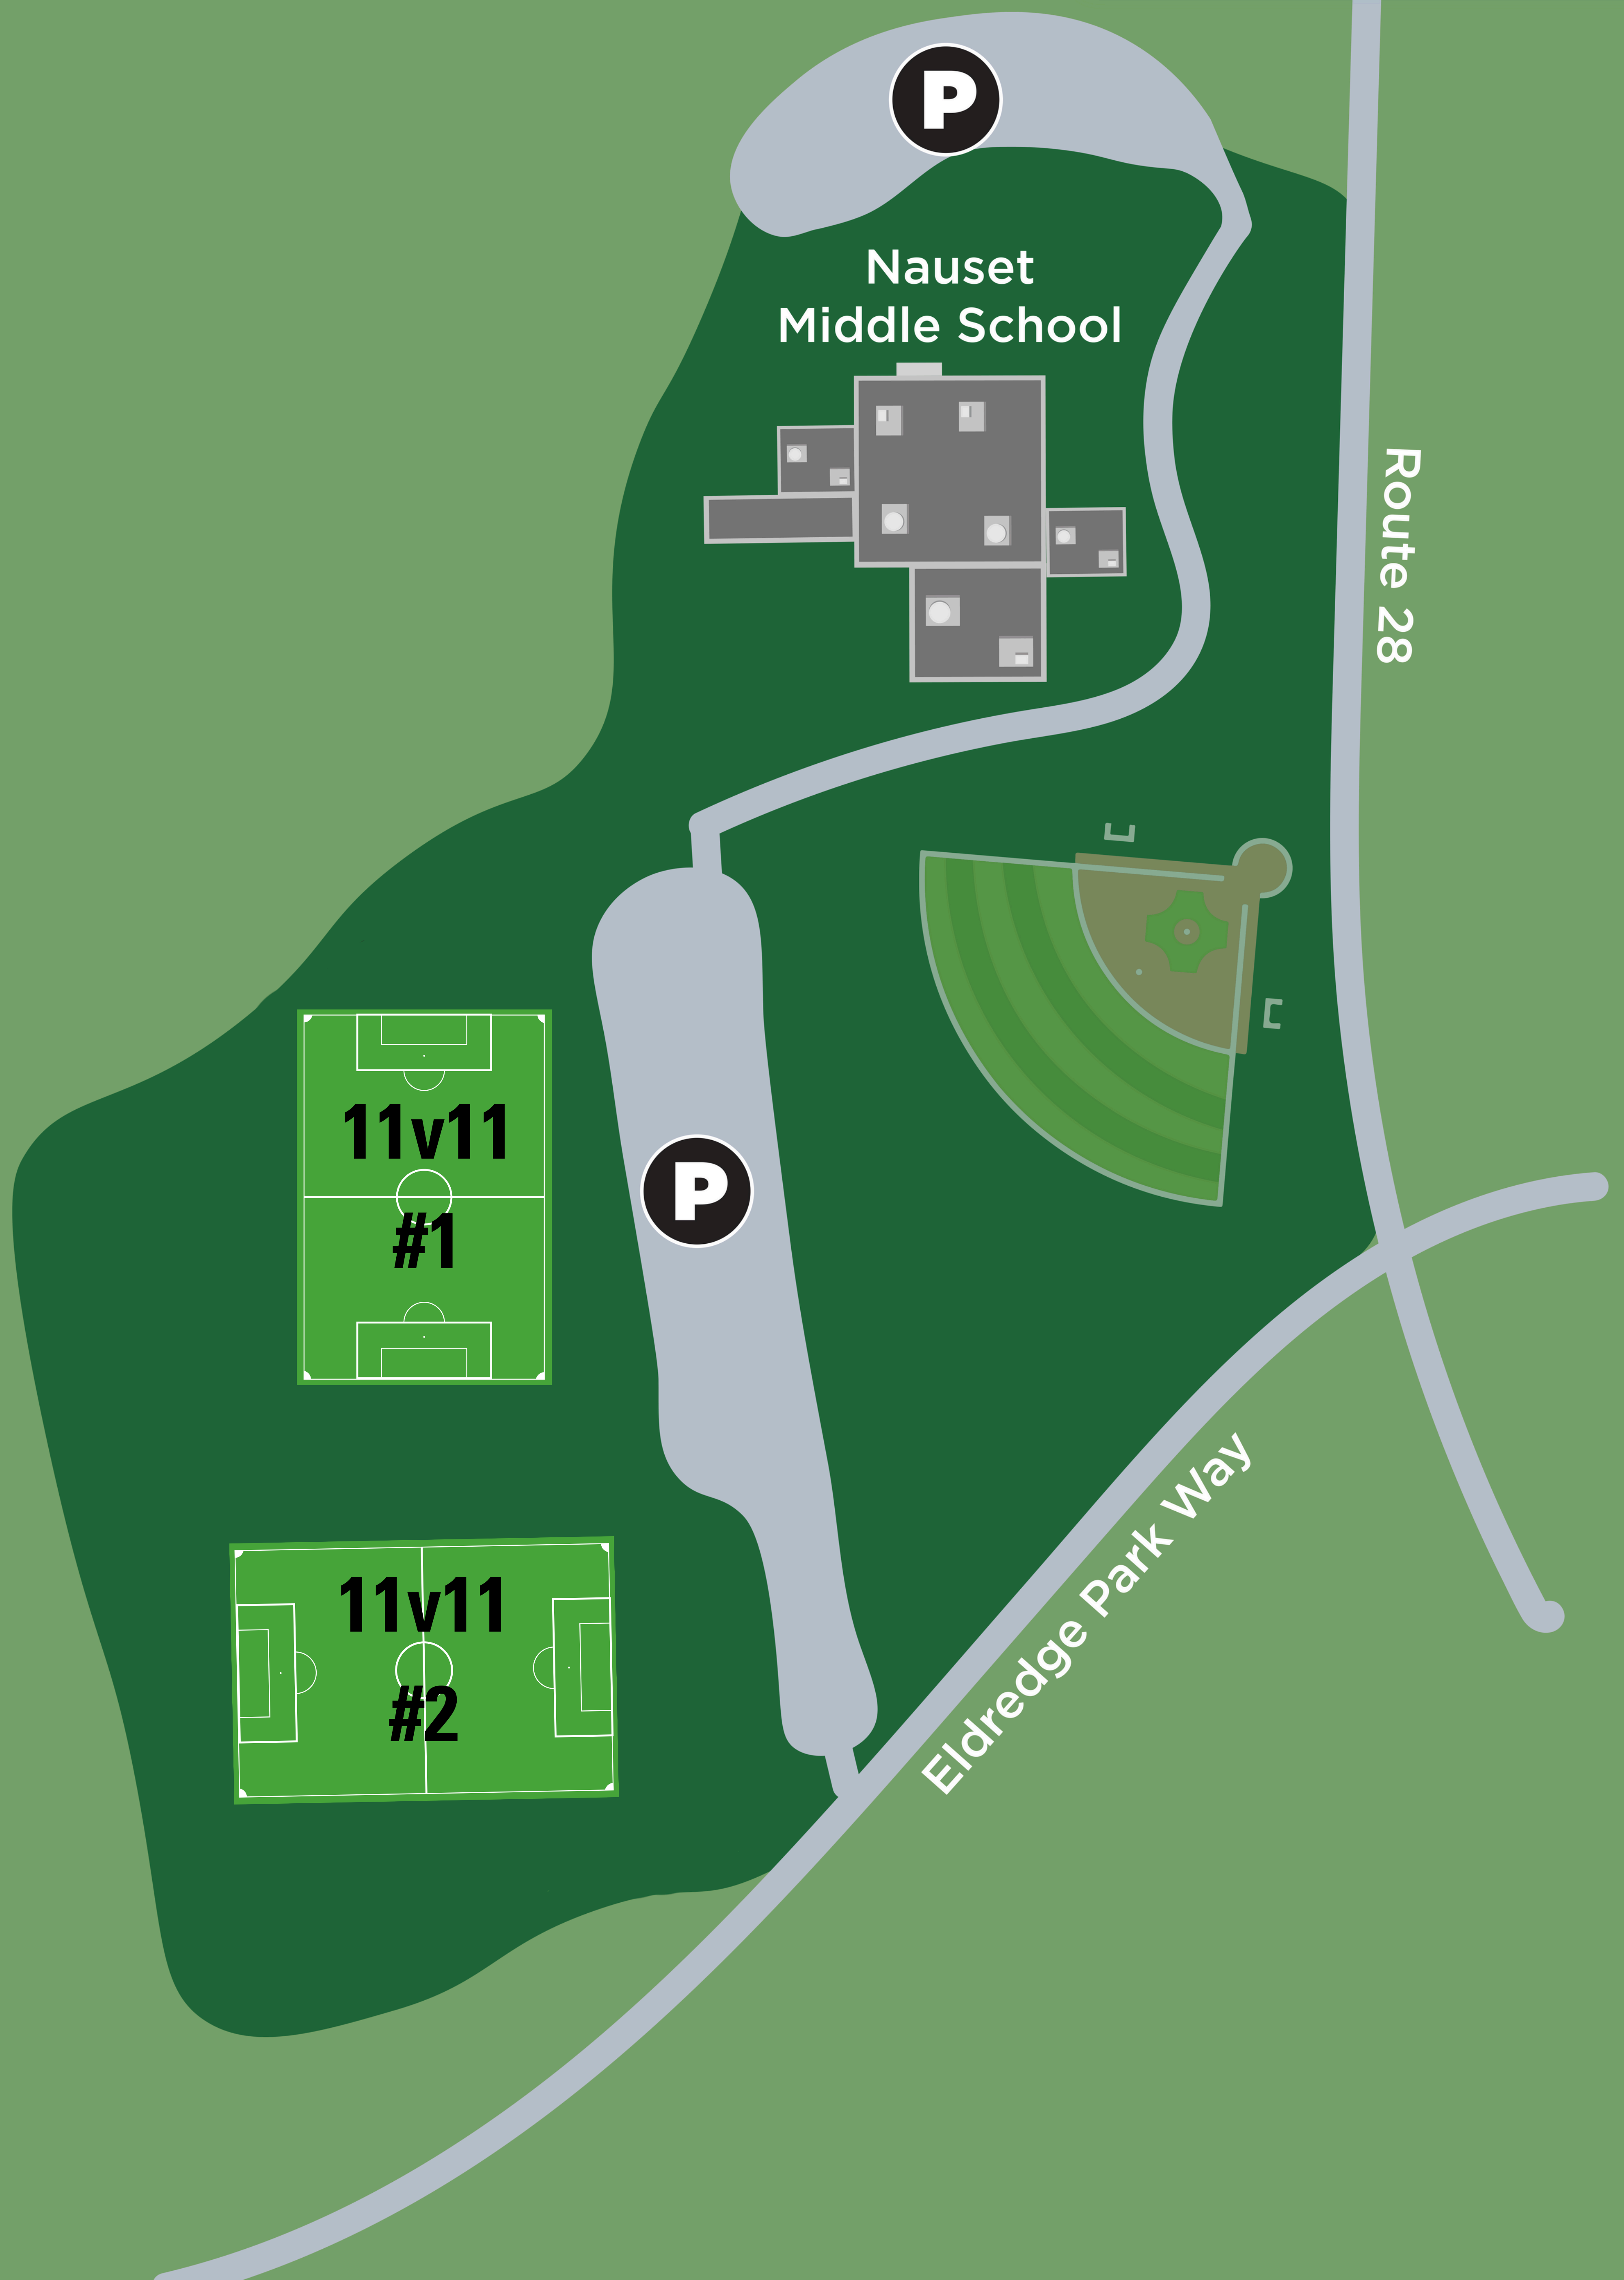 P
Nauset
Middle School
Route 28
11v11
#1
P
Eldredge Park Way
11v11
#2